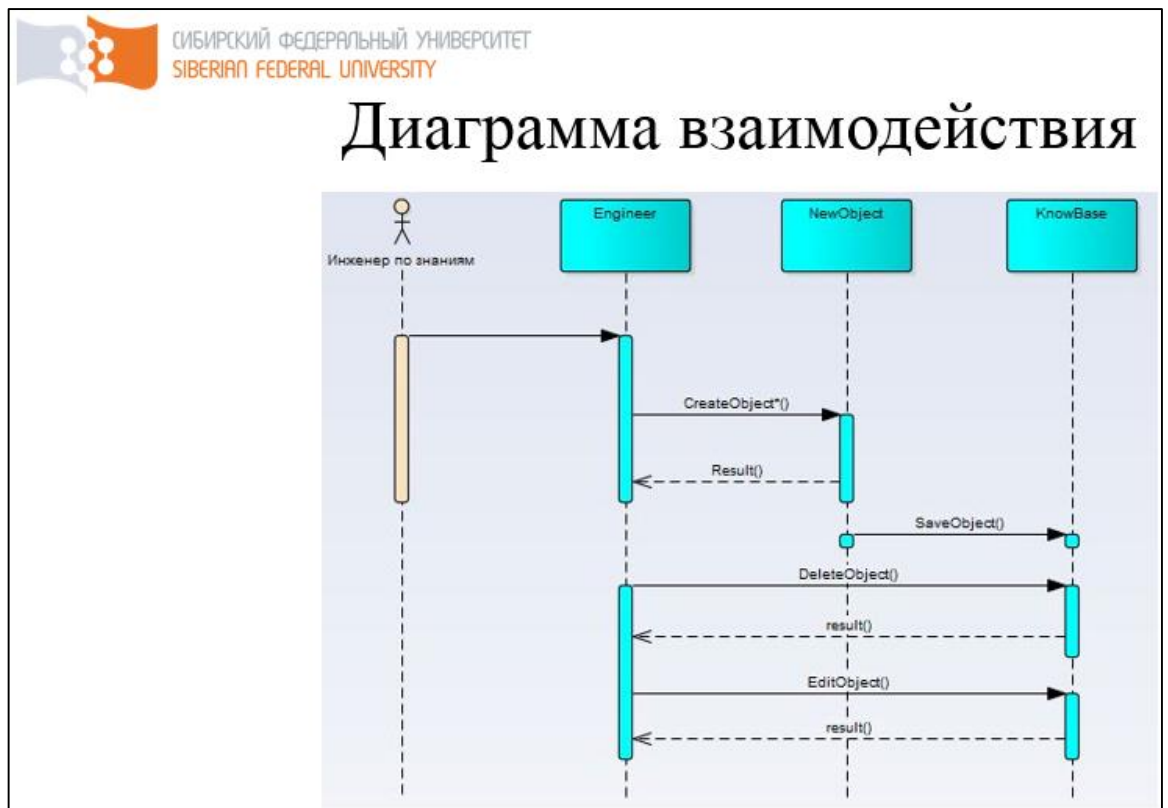 СИБИРСКИЙ ФЕДЕРАЛЬНЫЙ УНИВЕРСИТЕТ
SIBERIAN FEDERAL UNIVERSITY
Диаграмма взаимодействия
Инженер по знаниям
Engineer
NewObject
KnowBase
CreateObject*()
Result()
SaveObject()
DeleteObject()
result()
EditObject()
result()